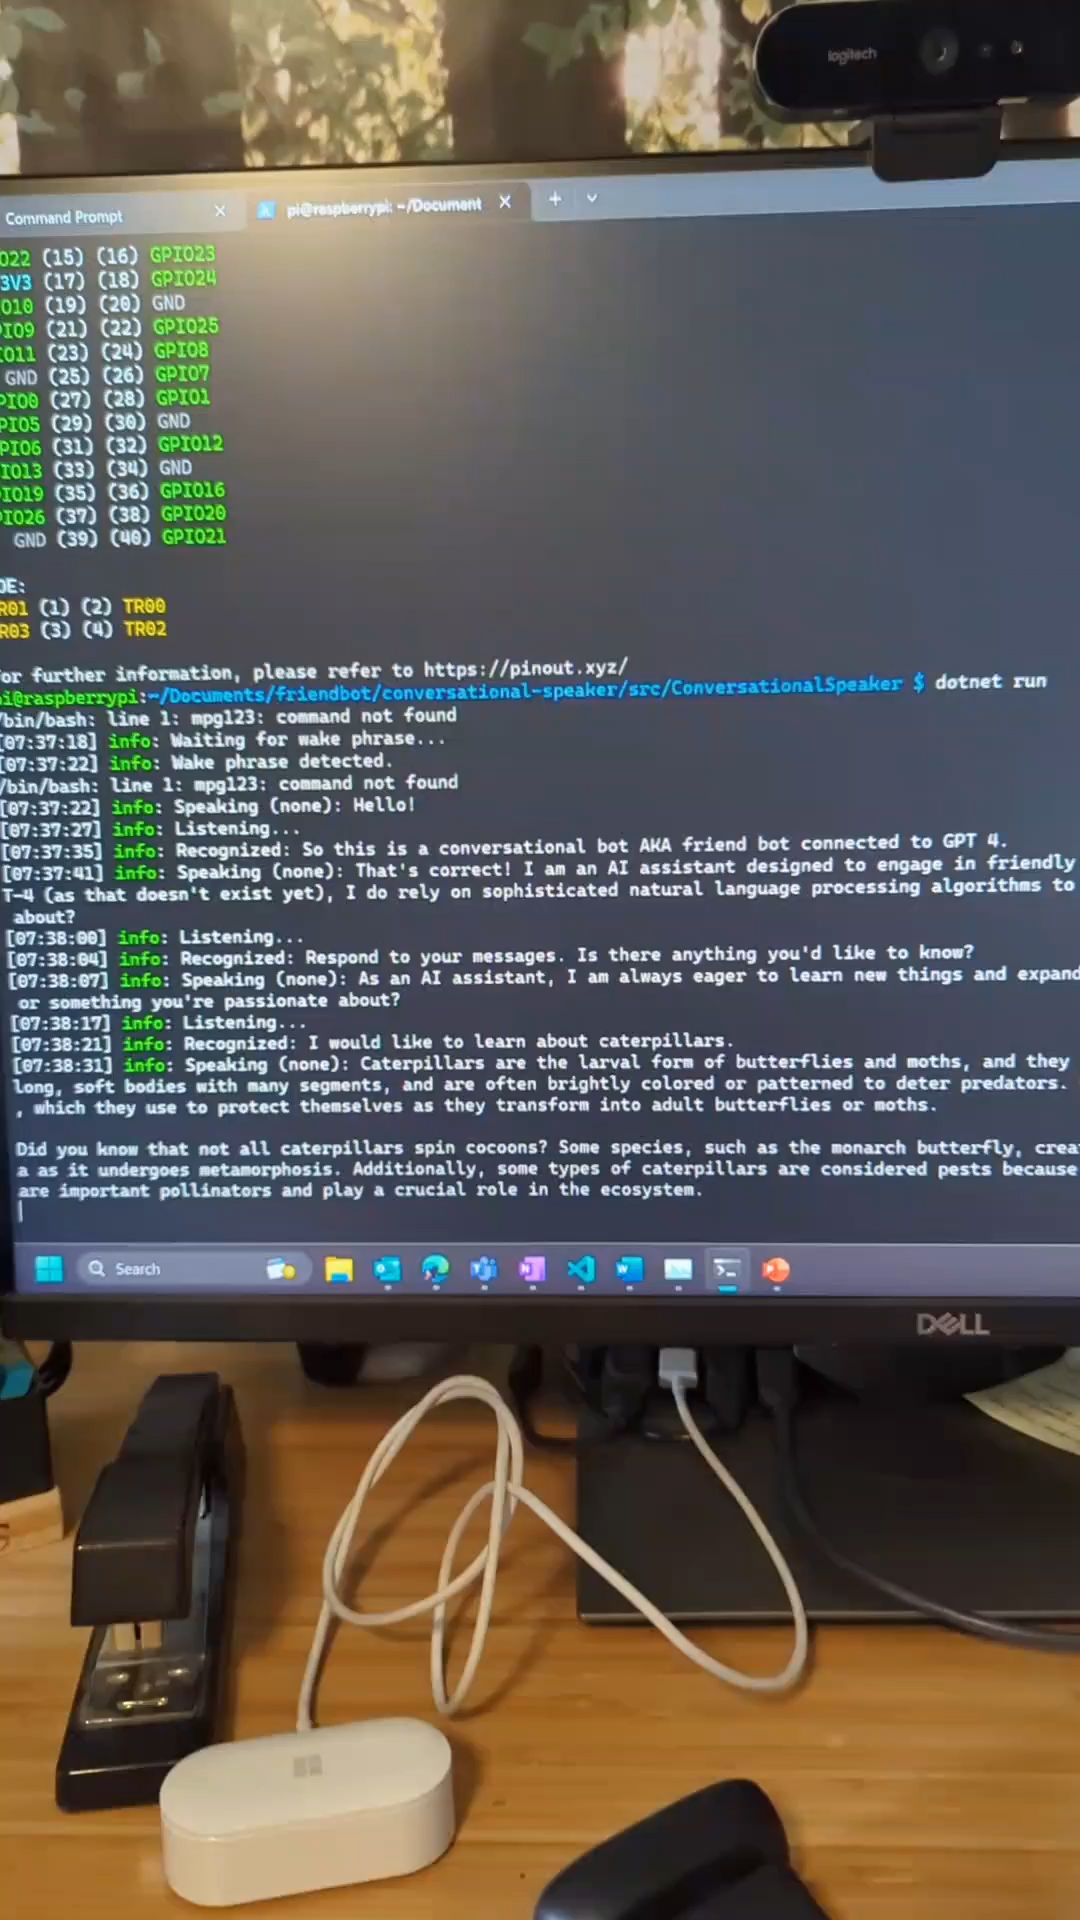 logitech
Command Prompt
pi@raspberrypi: ~/Document
O22 (15) (16) GPIO23
3V3 (17) (18) GPIO24
O10 (19) (20) GND
PIO9 (21) (22) GPIO25
IO11 (23) (24) GPIO8
GND (25) (26) GPIO7
PIO0 (27) (28) GPIO1
PIO5 (29) (30) GND
PIO6 (31) (32) GPIO12
IO13 (33) (34) GND
IO19 (35) (36) GPIO16
IO26 (37) (38) GPIO20
GND (39) (40) GPIO21
OE:
R01 (1) (2) TR00
R03 (3) (4) TR02
or further information, please refer to https://pinout.xyz/
pi@raspberrypi:~/Documents/friendbot/conversational-speaker/src/ConversationalSpeaker $ dotnet run
/bin/bash: line 1: mpg123: command not found
[07:37:18] info: Waiting for wake phrase...
[07:37:22] info: Wake phrase detected.
/bin/bash: line 1: mpg123: command not found
[07:37:22] info: Speaking (none): Hello!
[07:37:27] info: Listening...
[07:37:35] info: Recognized: So this is a conversational bot AKA friend bot connected to GPT 4.
[07:37:41] info: Speaking (none): That's correct! I am an AI assistant designed to engage in friendly
T-4 (as that doesn't exist yet), I do rely on sophisticated natural language processing algorithms to
about?
[07:38:00] info: Listening...
[07:38:04] info: Recognized: Respond to your messages. Is there anything you'd like to know?
[07:38:07] info: Speaking (none): As an AI assistant, I am always eager to learn new things and expand
or something you're passionate about?
[07:38:17] info: Listening...
[07:38:21] info: Recognized: I would like to learn about caterpillars.
[07:38:31] info: Speaking (none): Caterpillars are the larval form of butterflies and moths, and they
long, soft bodies with many segments, and are often brightly colored or patterned to deter predators.
, which they use to protect themselves as they transform into adult butterflies or moths.
Did you know that not all caterpillars spin cocoons? Some species, such as the monarch butterfly, crea
a as it undergoes metamorphosis. Additionally, some types of caterpillars are considered pests because
are important pollinators and play a crucial role in the ecosystem.
Search
DELL